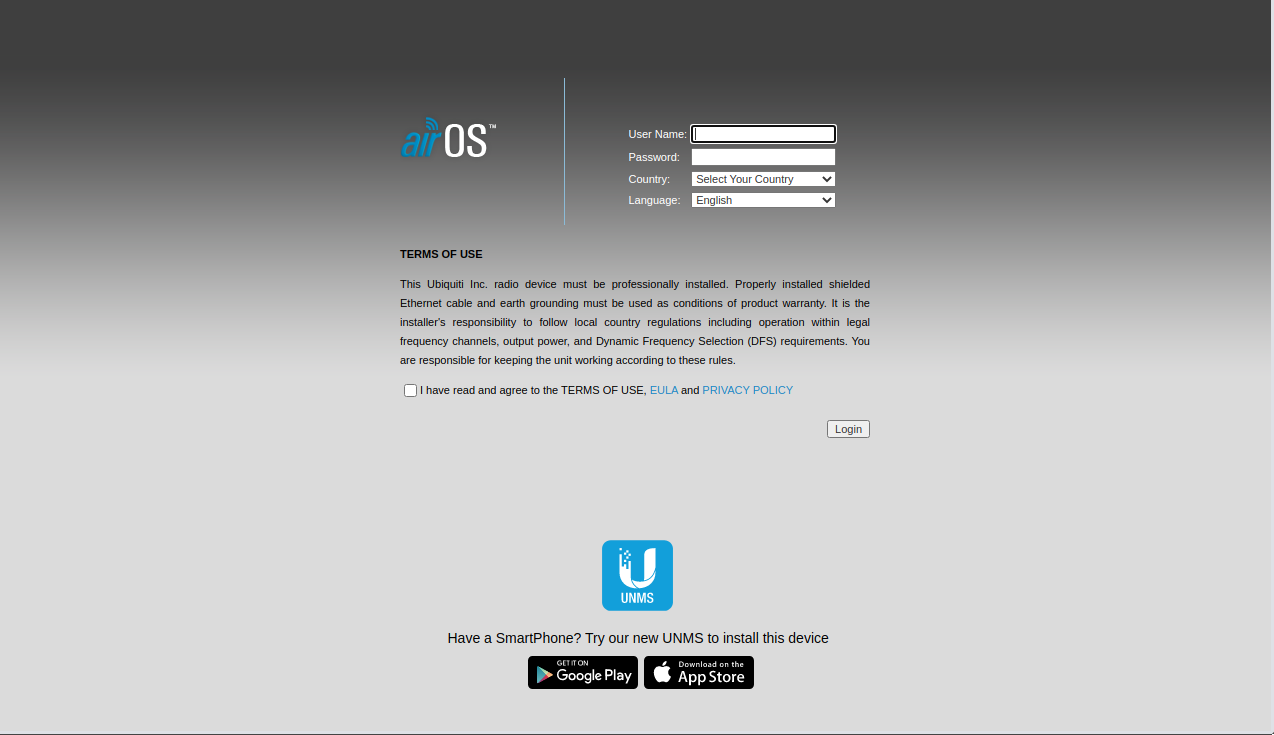 airOS™
User Name:
Password:
Country: Select Your Country
Language: English
TERMS OF USE
This Ubiquiti Inc. radio device must be professionally installed. Properly installed shielded
Ethernet cable and earth grounding must be used as conditions of product warranty. It is the
installer's responsibility to follow local country regulations including operation within legal
frequency channels, output power, and Dynamic Frequency Selection (DFS) requirements. You
are responsible for keeping the unit working according to these rules.
I have read and agree to the TERMS OF USE, EULA and PRIVACY POLICY
Login
U
UNMS
Have a SmartPhone? Try our new UNMS to install this device
GET IT ON
Google Play
Download on the
App Store